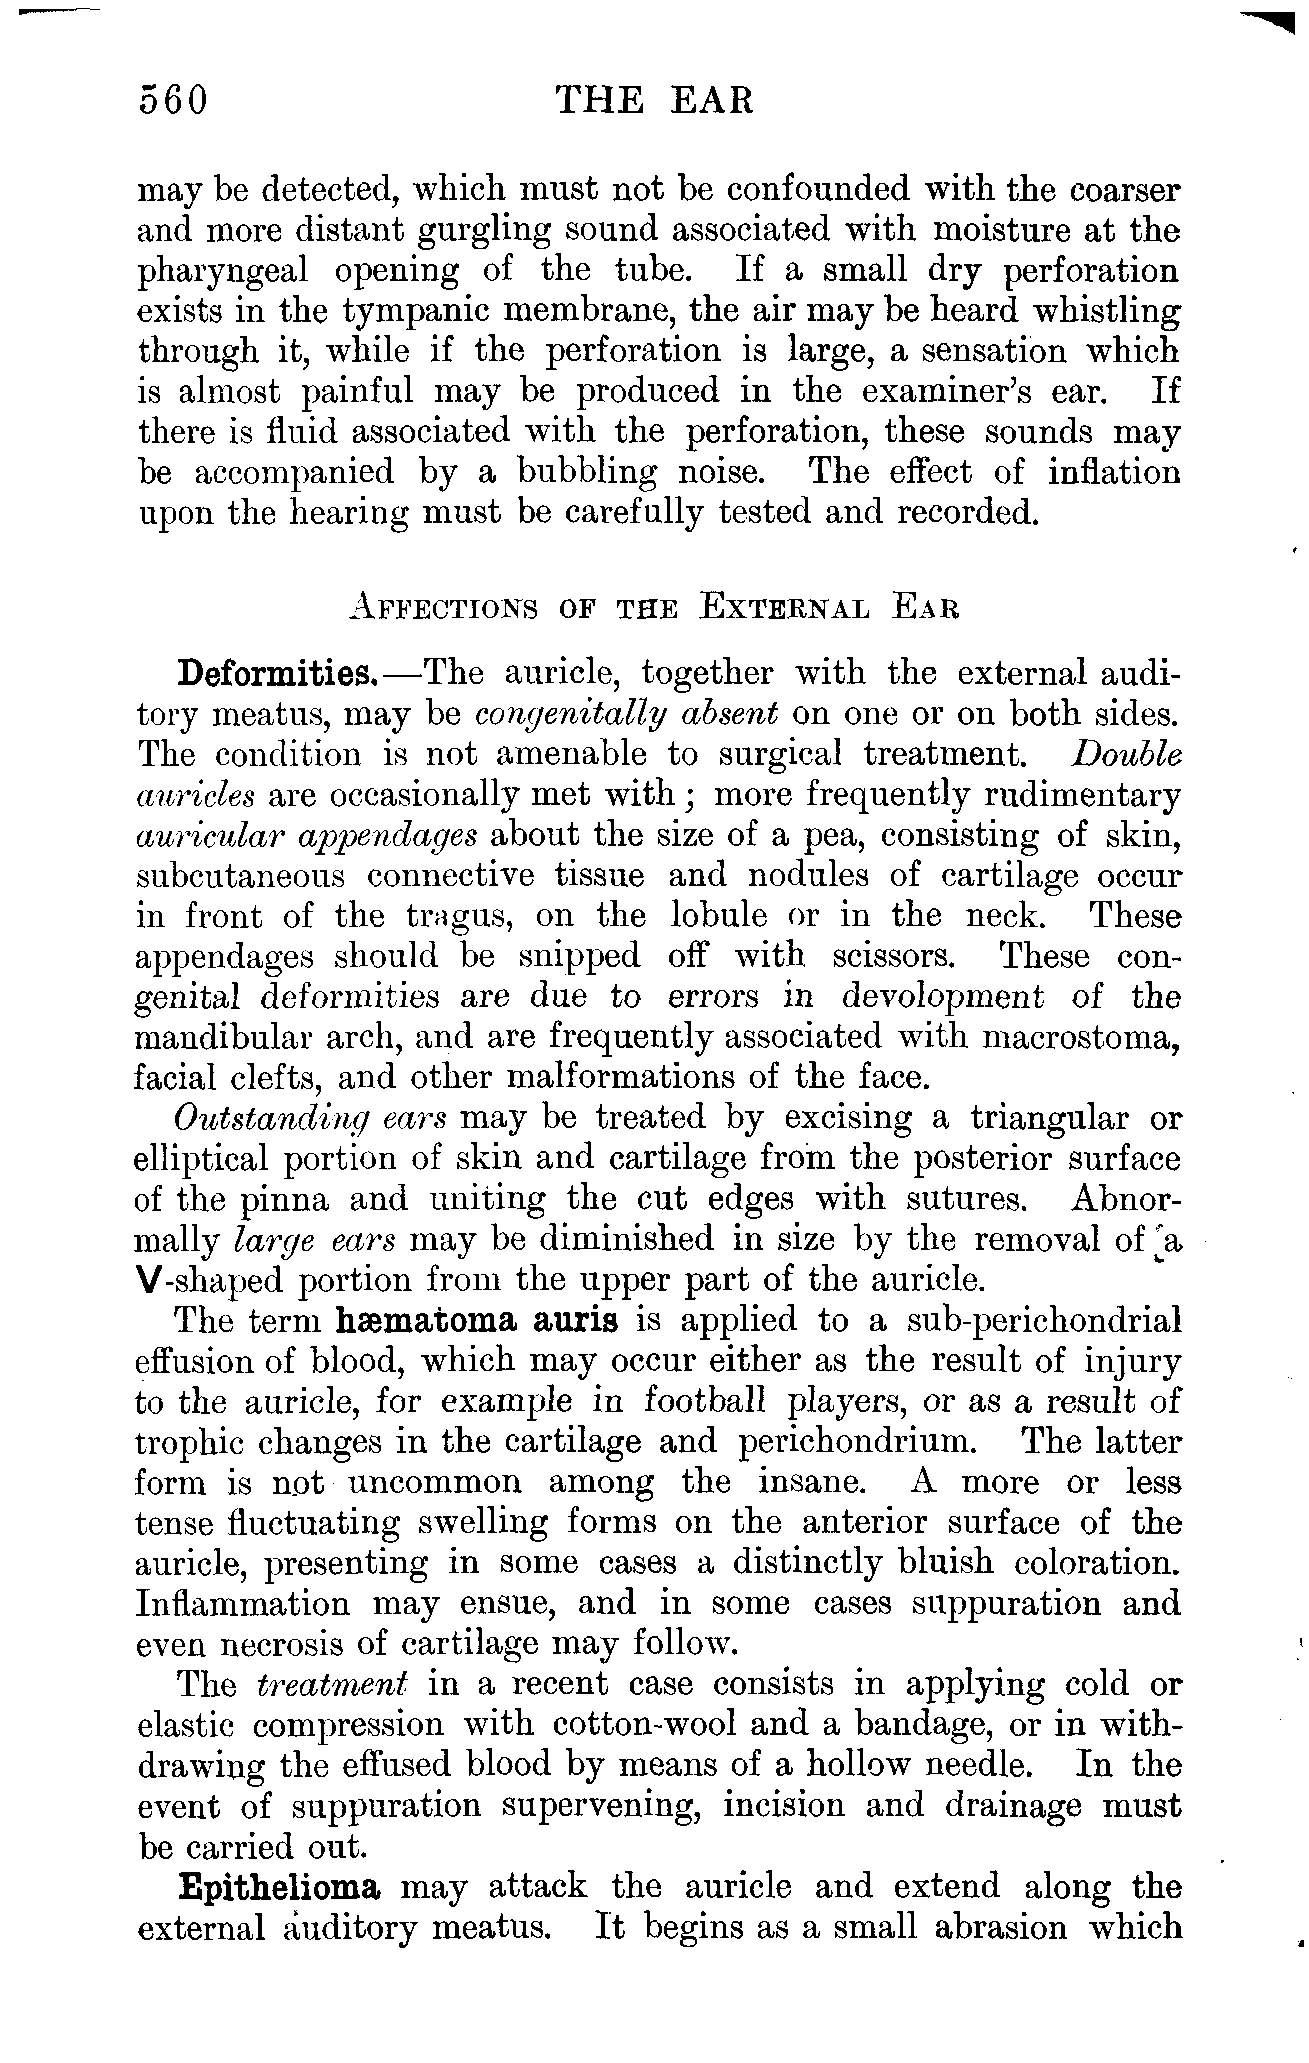 560 THE EAR
may be detected, which must not be confounded with the coarser
and more distant gurgling sound associated with moisture at the
pharyngeal opening of the tube. If a small dry perforation
exists in the tympanic membrane, the air may be heard whistling
through it, while if the perforation is large, a sensation which
is almost painful may be produced in the examiner's ear. If
there is fluid associated with the perforation, these sounds may
be accompanied by a bubbling noise. The effect of inflation
upon the hearing must be carefully tested and recorded.
AFFECTIONS OF THE EXTERNAL EAR
Deformities.—The auricle, together with the external audi-
tory meatus, may be congenitally absent on one or on both sides.
The condition is not amenable to surgical treatment. Double
auricles are occasionally met with; more frequently rudimentary
auricular appendages about the size of a pea, consisting of skin,
subcutaneous connective tissue and nodules of cartilage occur
in front of the tragus, on the lobule or in the neck. These
appendages should be snipped off with scissors. These con-
genital deformities are due to errors in devolopment of the
mandibular arch, and are frequently associated with macrostoma,
facial clefts, and other malformations of the face.
Outstanding ears may be treated by excising a triangular or
elliptical portion of skin and cartilage from the posterior surface
of the pinna and uniting the cut edges with sutures. Abnor-
mally large ears may be diminished in size by the removal of a
V-shaped portion from the upper part of the auricle.
The term hæmatoma auris is applied to a sub-perichondrial
effusion of blood, which may occur either as the result of injury
to the auricle, for example in football players, or as a result of
trophic changes in the cartilage and perichondrium. The latter
form is not uncommon among the insane. A more or less
tense fluctuating swelling forms on the anterior surface of the
auricle, presenting in some cases a distinctly bluish coloration.
Inflammation may ensue, and in some cases suppuration and
even necrosis of cartilage may follow.
The treatment in a recent case consists in applying cold or
elastic compression with cotton-wool and a bandage, or in with-
drawing the effused blood by means of a hollow needle. In the
event of suppuration supervening, incision and drainage must
be carried out.
Epithelioma may attack the auricle and extend along the
external auditory meatus. It begins as a small abrasion which